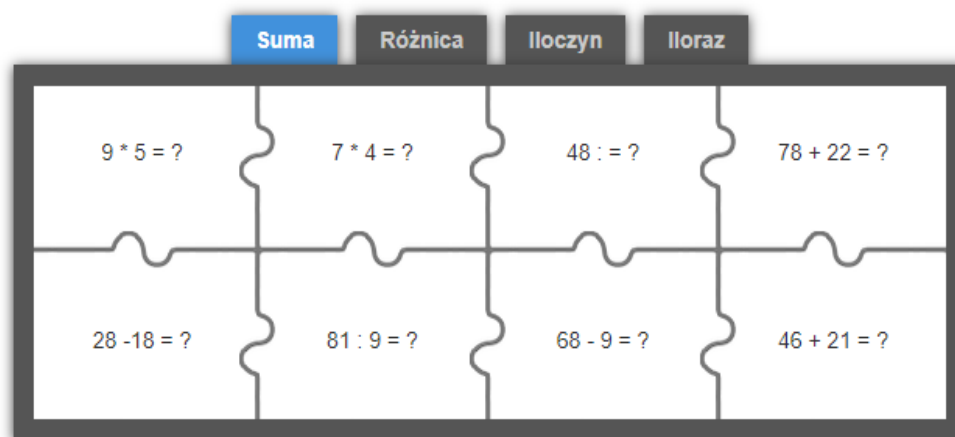 Suma Różnica Iloczyn Iloraz
9 * 5 = ? 7 * 4 = ? 48 : = ? 78 + 22 = ?
28 -18 = ? 81 : 9 = ? 68 - 9 = ? 46 + 21 = ?